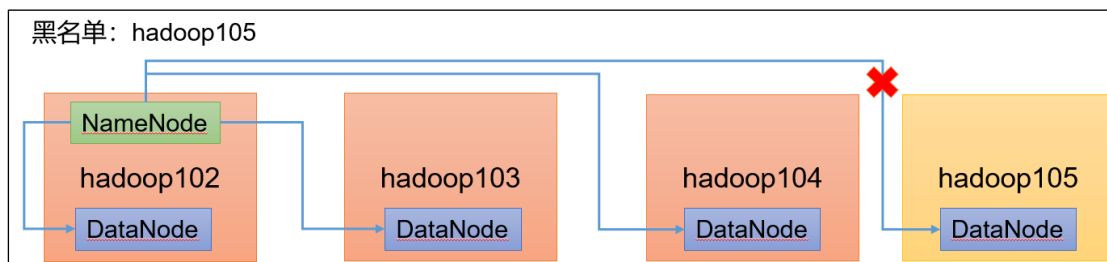 黑名单：hadoop105
NameNode
hadoop102
hadoop103
hadoop104
hadoop105
DataNode
DataNode
DataNode
DataNode